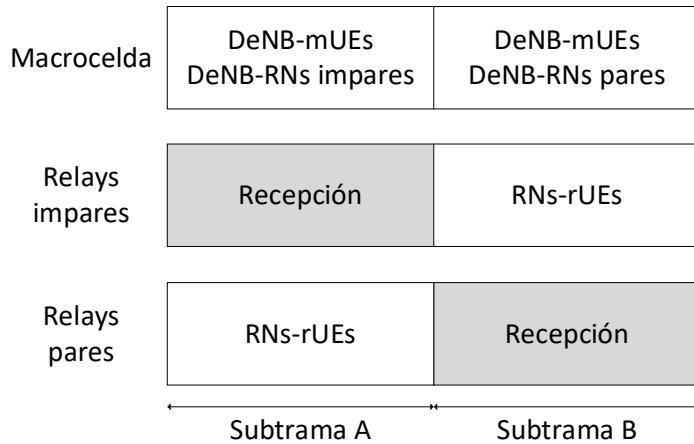 Macrocelda
DeNB-mUEs
DeNB-RNs impares
DeNB-mUEs
DeNB-RNs pares
Relays
impares
Recepción
RNs-rUEs
Relays
pares
RNs-rUEs
Recepción
Subtrama A
Subtrama B